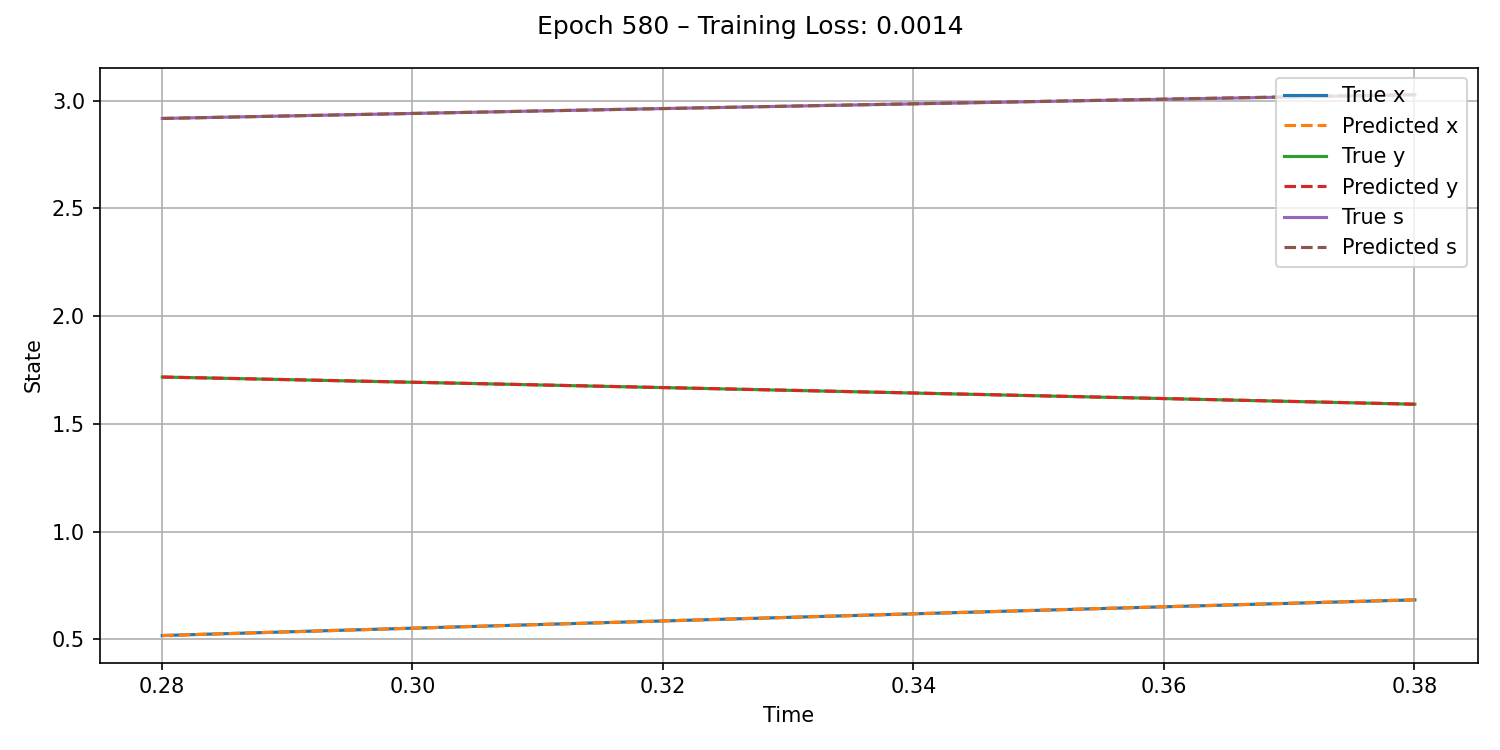 Epoch 580 – Training Loss: 0.0014
3.0
2.5
2.0
1.5
1.0
0.5
State
True x
Predicted x
True y
Predicted y
True s
Predicted s
0.28 0.30 0.32 0.34 0.36 0.38
Time